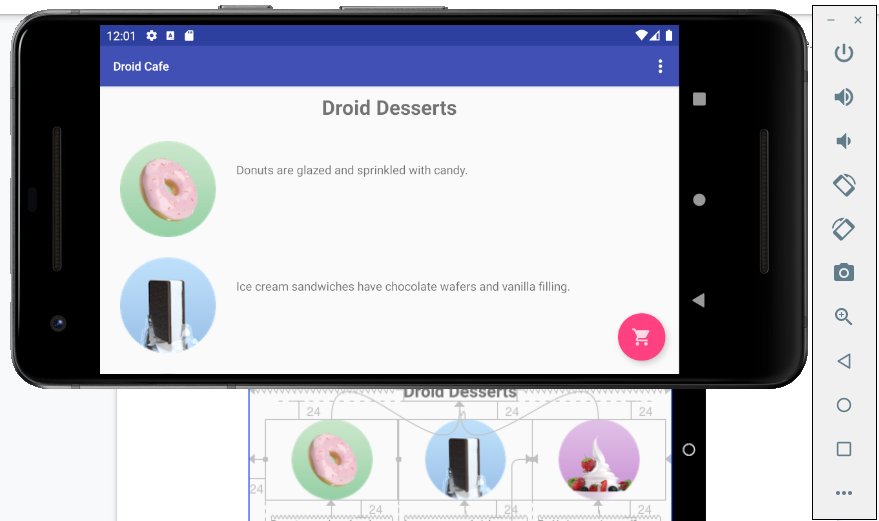 12:01
Droid Cafe
Droid Desserts
Donuts are glazed and sprinkled with candy.
Ice cream sandwiches have chocolate wafers and vanilla filling.
Droid Desserts
24
24
24
24
24
24